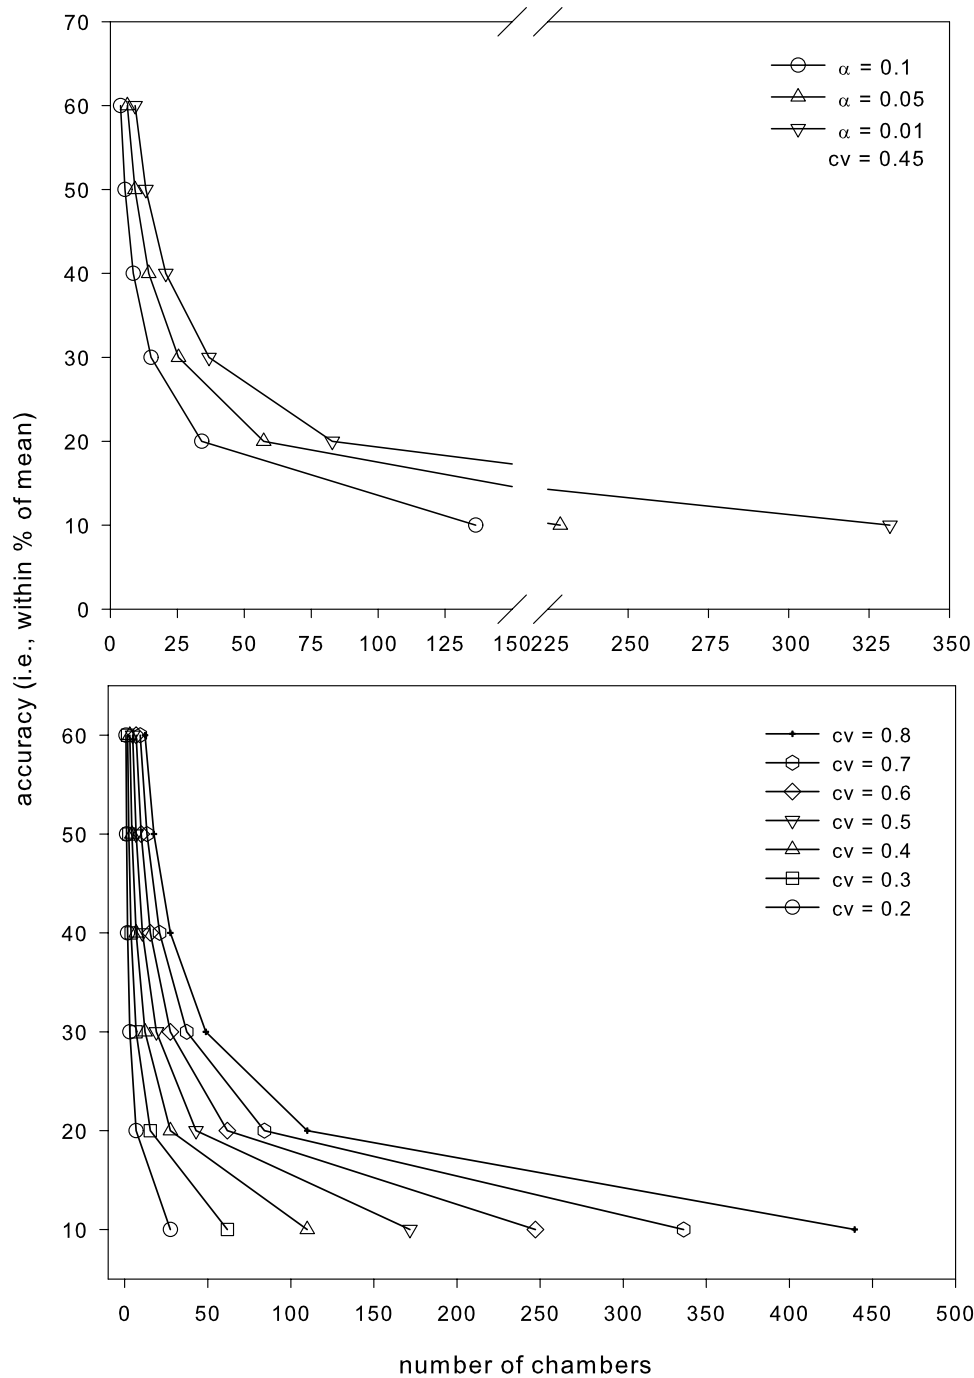 70
60
50
40
30
20
10
0
α = 0.1
α = 0.05
α = 0.01
cv = 0.45
0 25 50 75 100 125 150 225 250 275 300 325 350
accuracy (i.e., within % of mean)
60
50
40
30
20
10
cv = 0.8
cv = 0.7
cv = 0.6
cv = 0.5
cv = 0.4
cv = 0.3
cv = 0.2
0 50 100 150 200 250 300 350 400 450 500
number of chambers